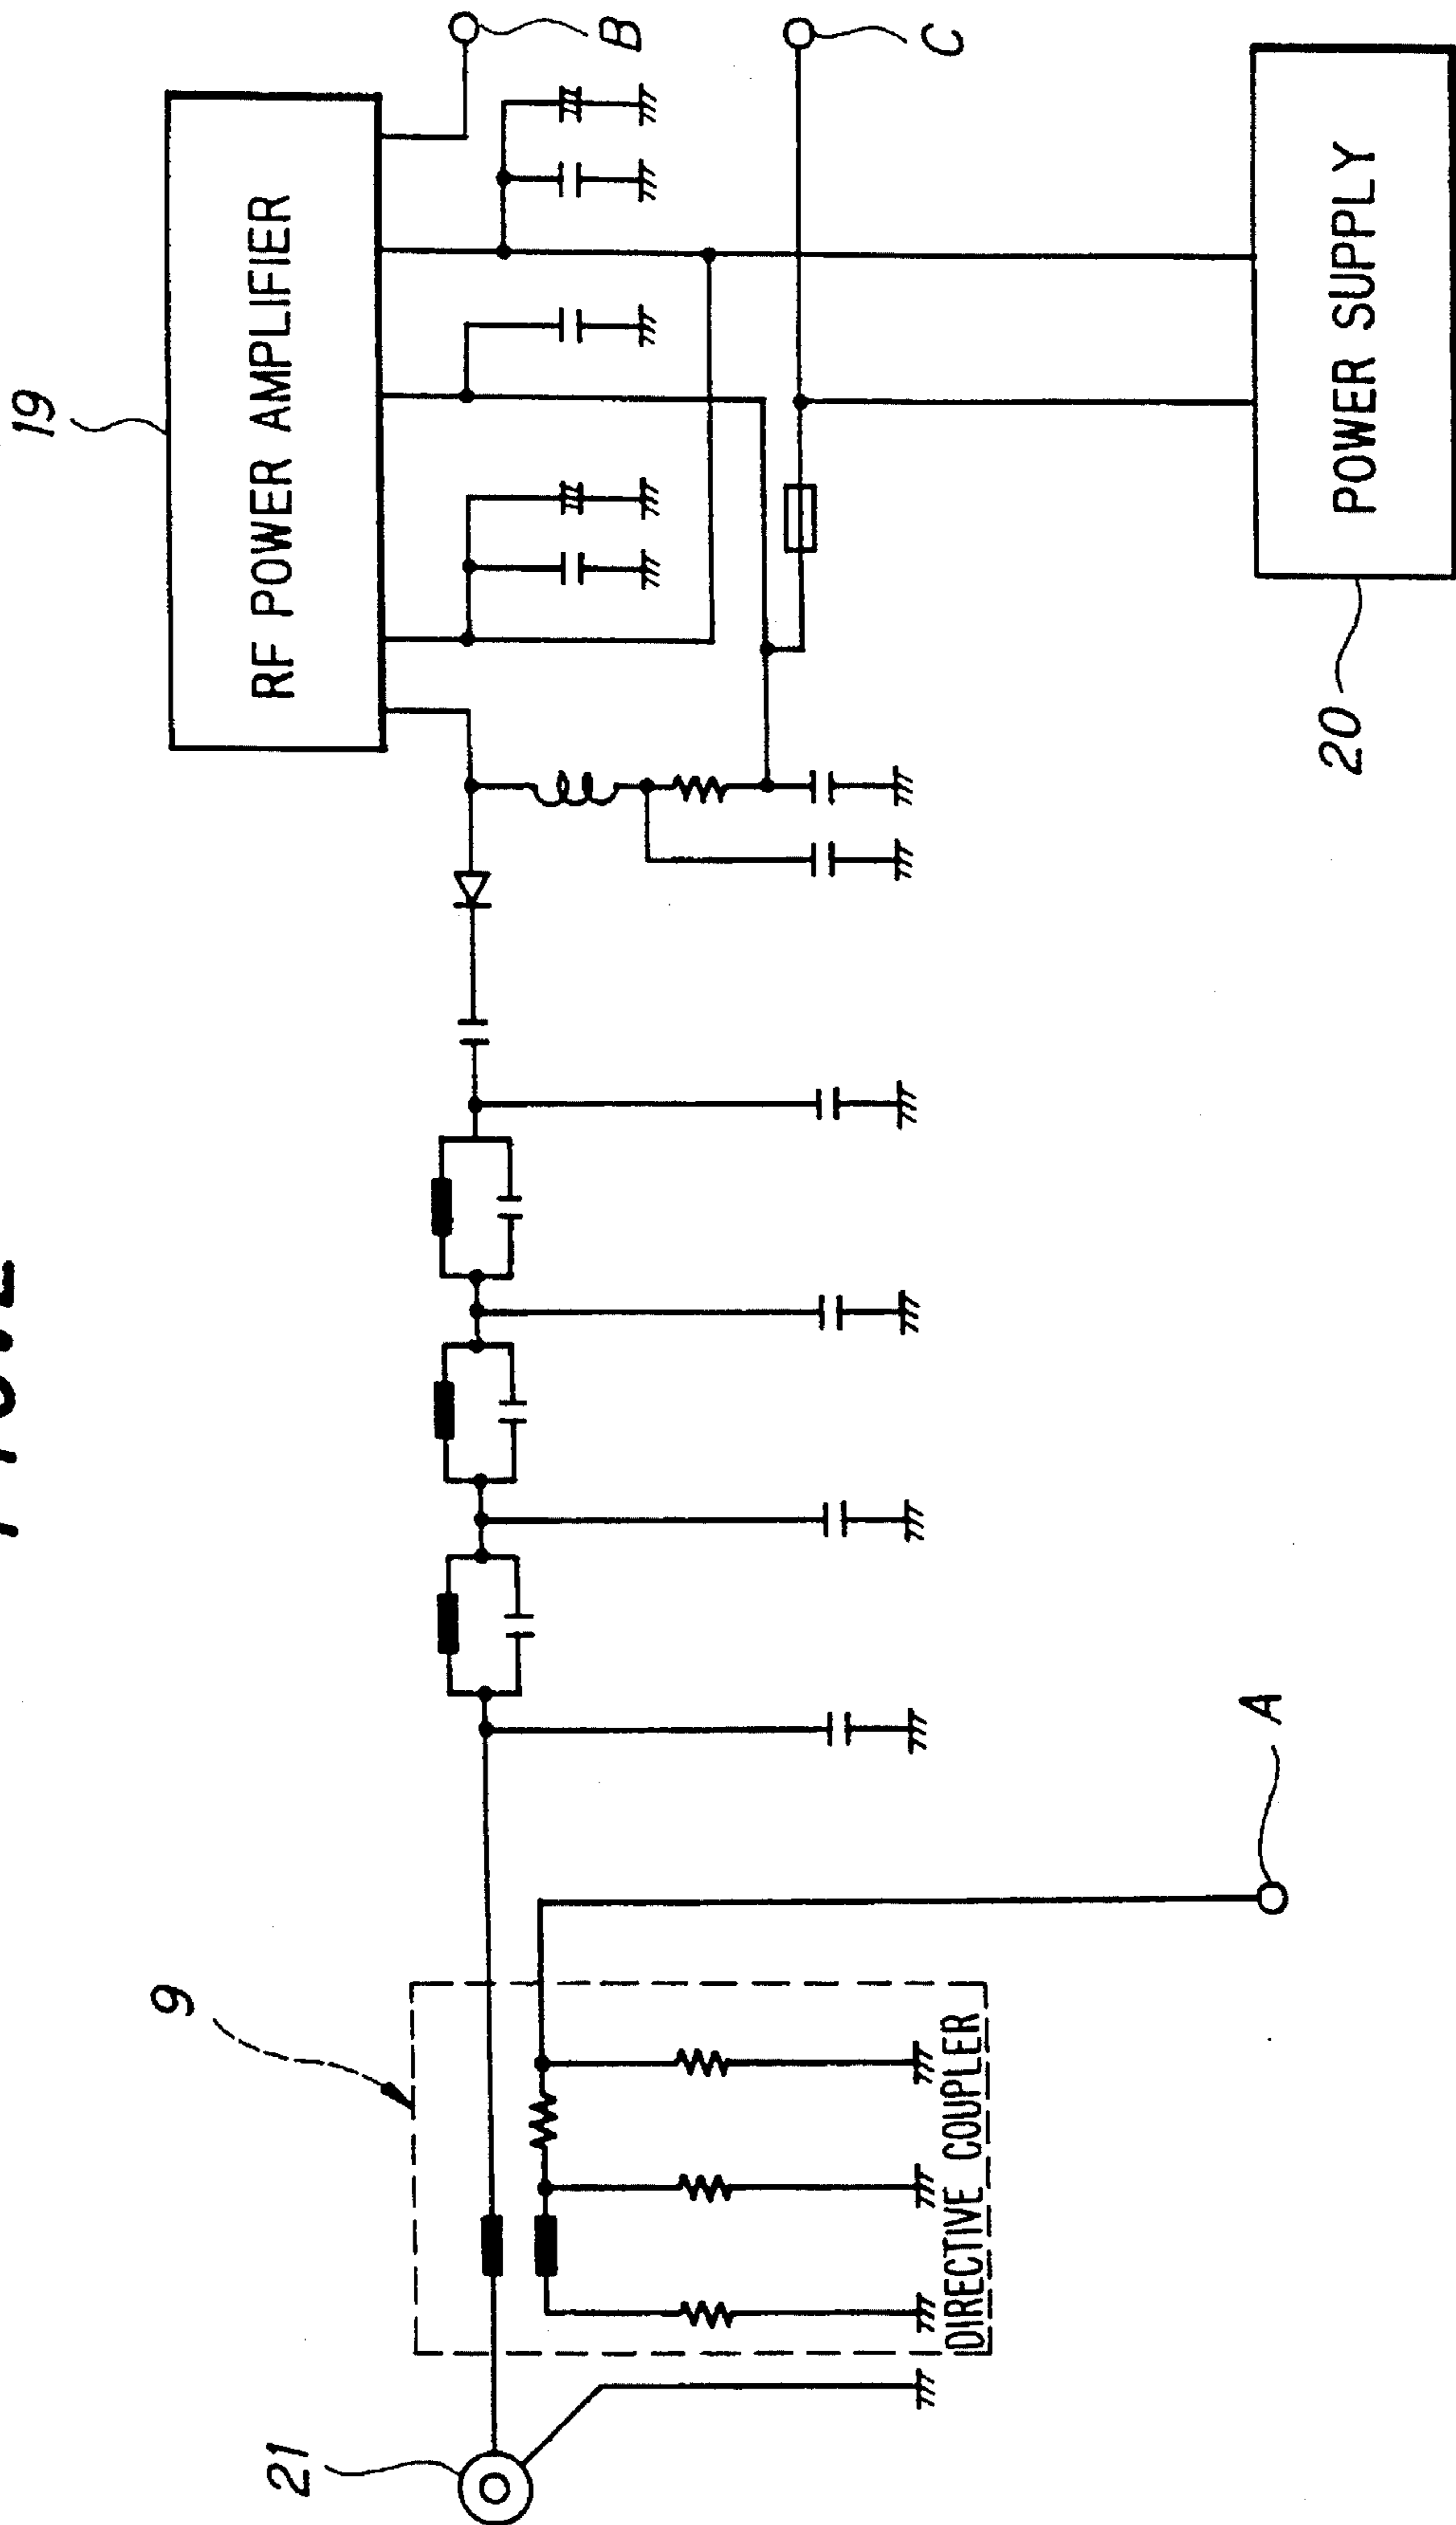 19
RF POWER AMPLIFIER
B
C
POWER SUPPLY
20
9
DIRECTIVE COUPLER
21
A